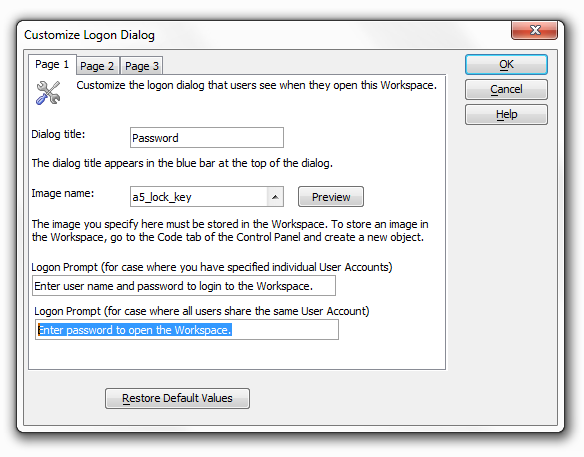 Customize Logon Dialog
Page 1 Page 2 Page 3
OK
Customize the logon dialog that users see when they open this Workspace.
Cancel
Help
Dialog title: Password
The dialog title appears in the blue bar at the top of the dialog.
Image name: a5_lock_key Preview
The image you specify here must be stored in the Workspace. To store an image in
the Workspace, go to the Code tab of the Control Panel and create a new object.
Logon Prompt (for case where you have specified individual User Accounts)
Enter user name and password to login to the Workspace.
Logon Prompt (for case where all users share the same User Account)
Enter password to open the Workspace.
Restore Default Values